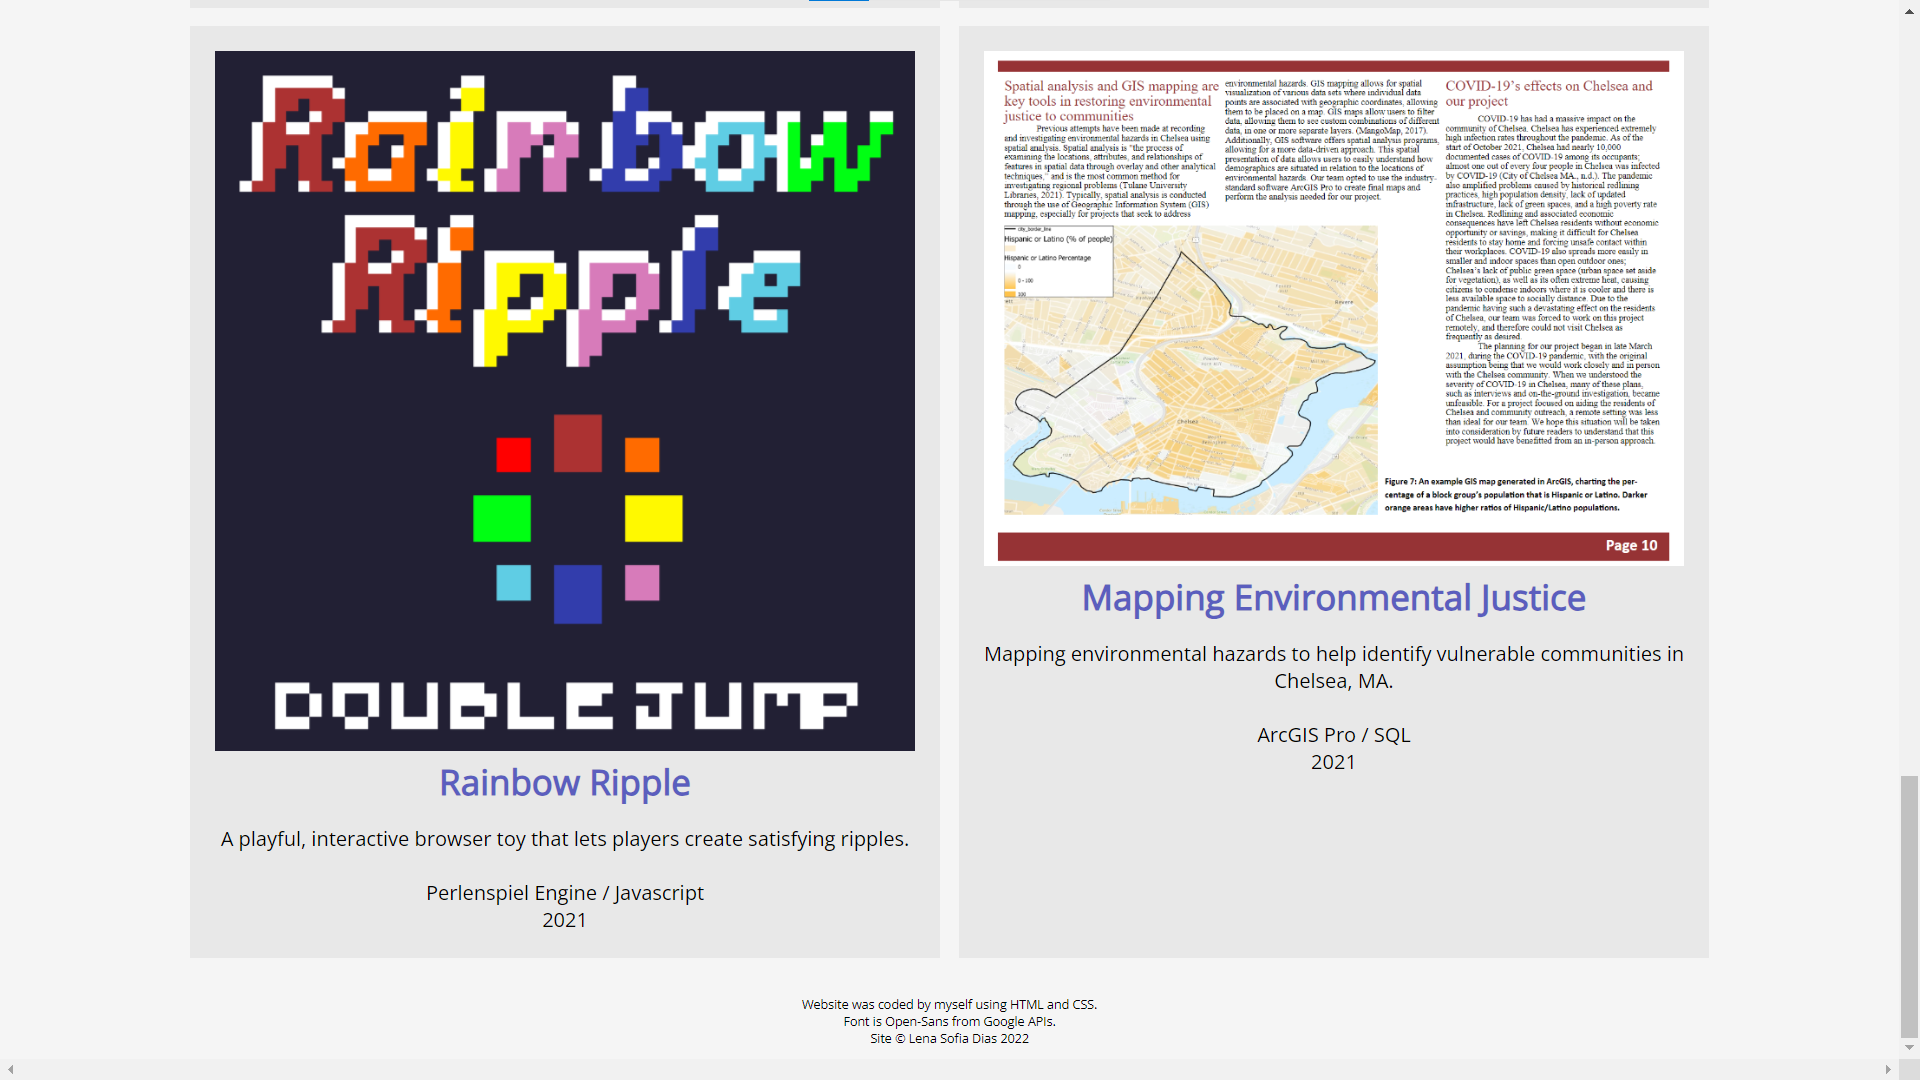 Rainbow
Ripple
DOUBLE JUMP
Rainbow Ripple
A playful, interactive browser toy that lets players create satisfying ripples.
Perlenspiel Engine / Javascript
2021
Spatial analysis and GIS mapping are
key tools in restoring environmental
justice to communities
Previous attempts have been made at recording
and investigating environmental hazards in Chelsea using
spatial analysis. Spatial analysis is "the process of
examining the locations, attributes, and relationships of
features in spatial data through overlay and other analytical
techniques," and is the most common method for
investigating regional problems (Tulane University
Libraries, 2021). Typically, spatial analysis is conducted
through the use of Geographic Information System (GIS)
mapping, especially for projects that seek to address
environmental hazards. GIS mapping allows for spatial
visualization of various data sets where individual data
points are associated with geographic coordinates, allowing
them to be placed on a map. GIS maps allow users to filter
data, allowing them to see custom combinations of different
data, in one or more separate layers. (MangoMap, 2017).
Additionally, GIS software offers spatial analysis programs,
allowing for a more data-driven approach. This spatial
presentation of data allows users to easily understand how
demographics are situated in relation to the locations of
environmental hazards. Our team opted to use the industry-
standard software ArcGIS Pro to create final maps and
perform the analysis needed for our project.
COVID-19's effects on Chelsea and
our project
COVID-19 has had a massive impact on the
community of Chelsea. Chelsea has experienced extremely
high infection rates throughout the pandemic. As of the
start of October 2021, Chelsea had nearly 10,000
documented cases of COVID-19 among its occupants;
almost one out of every four people in Chelsea was infected
by COVID-19 (City of Chelsea MA., n.d.). The pandemic
also amplified problems caused by historical redlining
practices, high population density, lack of updated
infrastructure, lack of green spaces, and a high poverty rate
in Chelsea. Redlining and associated economic
consequences have left Chelsea residents without economic
opportunity or savings, making it difficult for Chelsea
residents to stay home and forcing unsafe contact within
their workplaces. COVID-19 also spreads more easily in
smaller and indoor spaces than open outdoor ones;
Chelsea's lack of public green space (urban space set aside
for vegetation), as well as its often extreme heat, causing
citizens to condense indoors where it is cooler and there is
less available space to socially distance. Due to the
pandemic having such a devastating effect on the residents
of Chelsea, our team was forced to work on this project
remotely, and therefore could not visit Chelsea as
frequently as desired.
The planning for our project began in late March
2021, during the COVID-19 pandemic, with the original
assumption being that we would work closely and in person
with the Chelsea community. When we understood the
severity of COVID-19 in Chelsea, many of these plans,
such as interviews and on-the-ground investigation, became
unfeasible. For a project focused on aiding the residents of
Chelsea and community outreach, a remote setting was less
than ideal for our team. We hope this situation will be taken
into consideration by future readers to understand that this
project would have benefitted from an in-person approach.
city_border_line
Hispanic or Latino (% of people)
Hispanic or Latino Percentage
0
0 - 100
100
Revere
Chelsea
Figure 7: An example GIS map generated in ArcGIS, charting the per-
centage of a block group's population that is Hispanic or Latino. Darker
orange areas have higher ratios of Hispanic/Latino populations.
Page 10
Mapping Environmental Justice
Mapping environmental hazards to help identify vulnerable communities in
Chelsea, MA.
ArcGIS Pro / SQL
2021
Website was coded by myself using HTML and CSS.
Font is Open-Sans from Google APIs.
Site © Lena Sofia Dias 2022